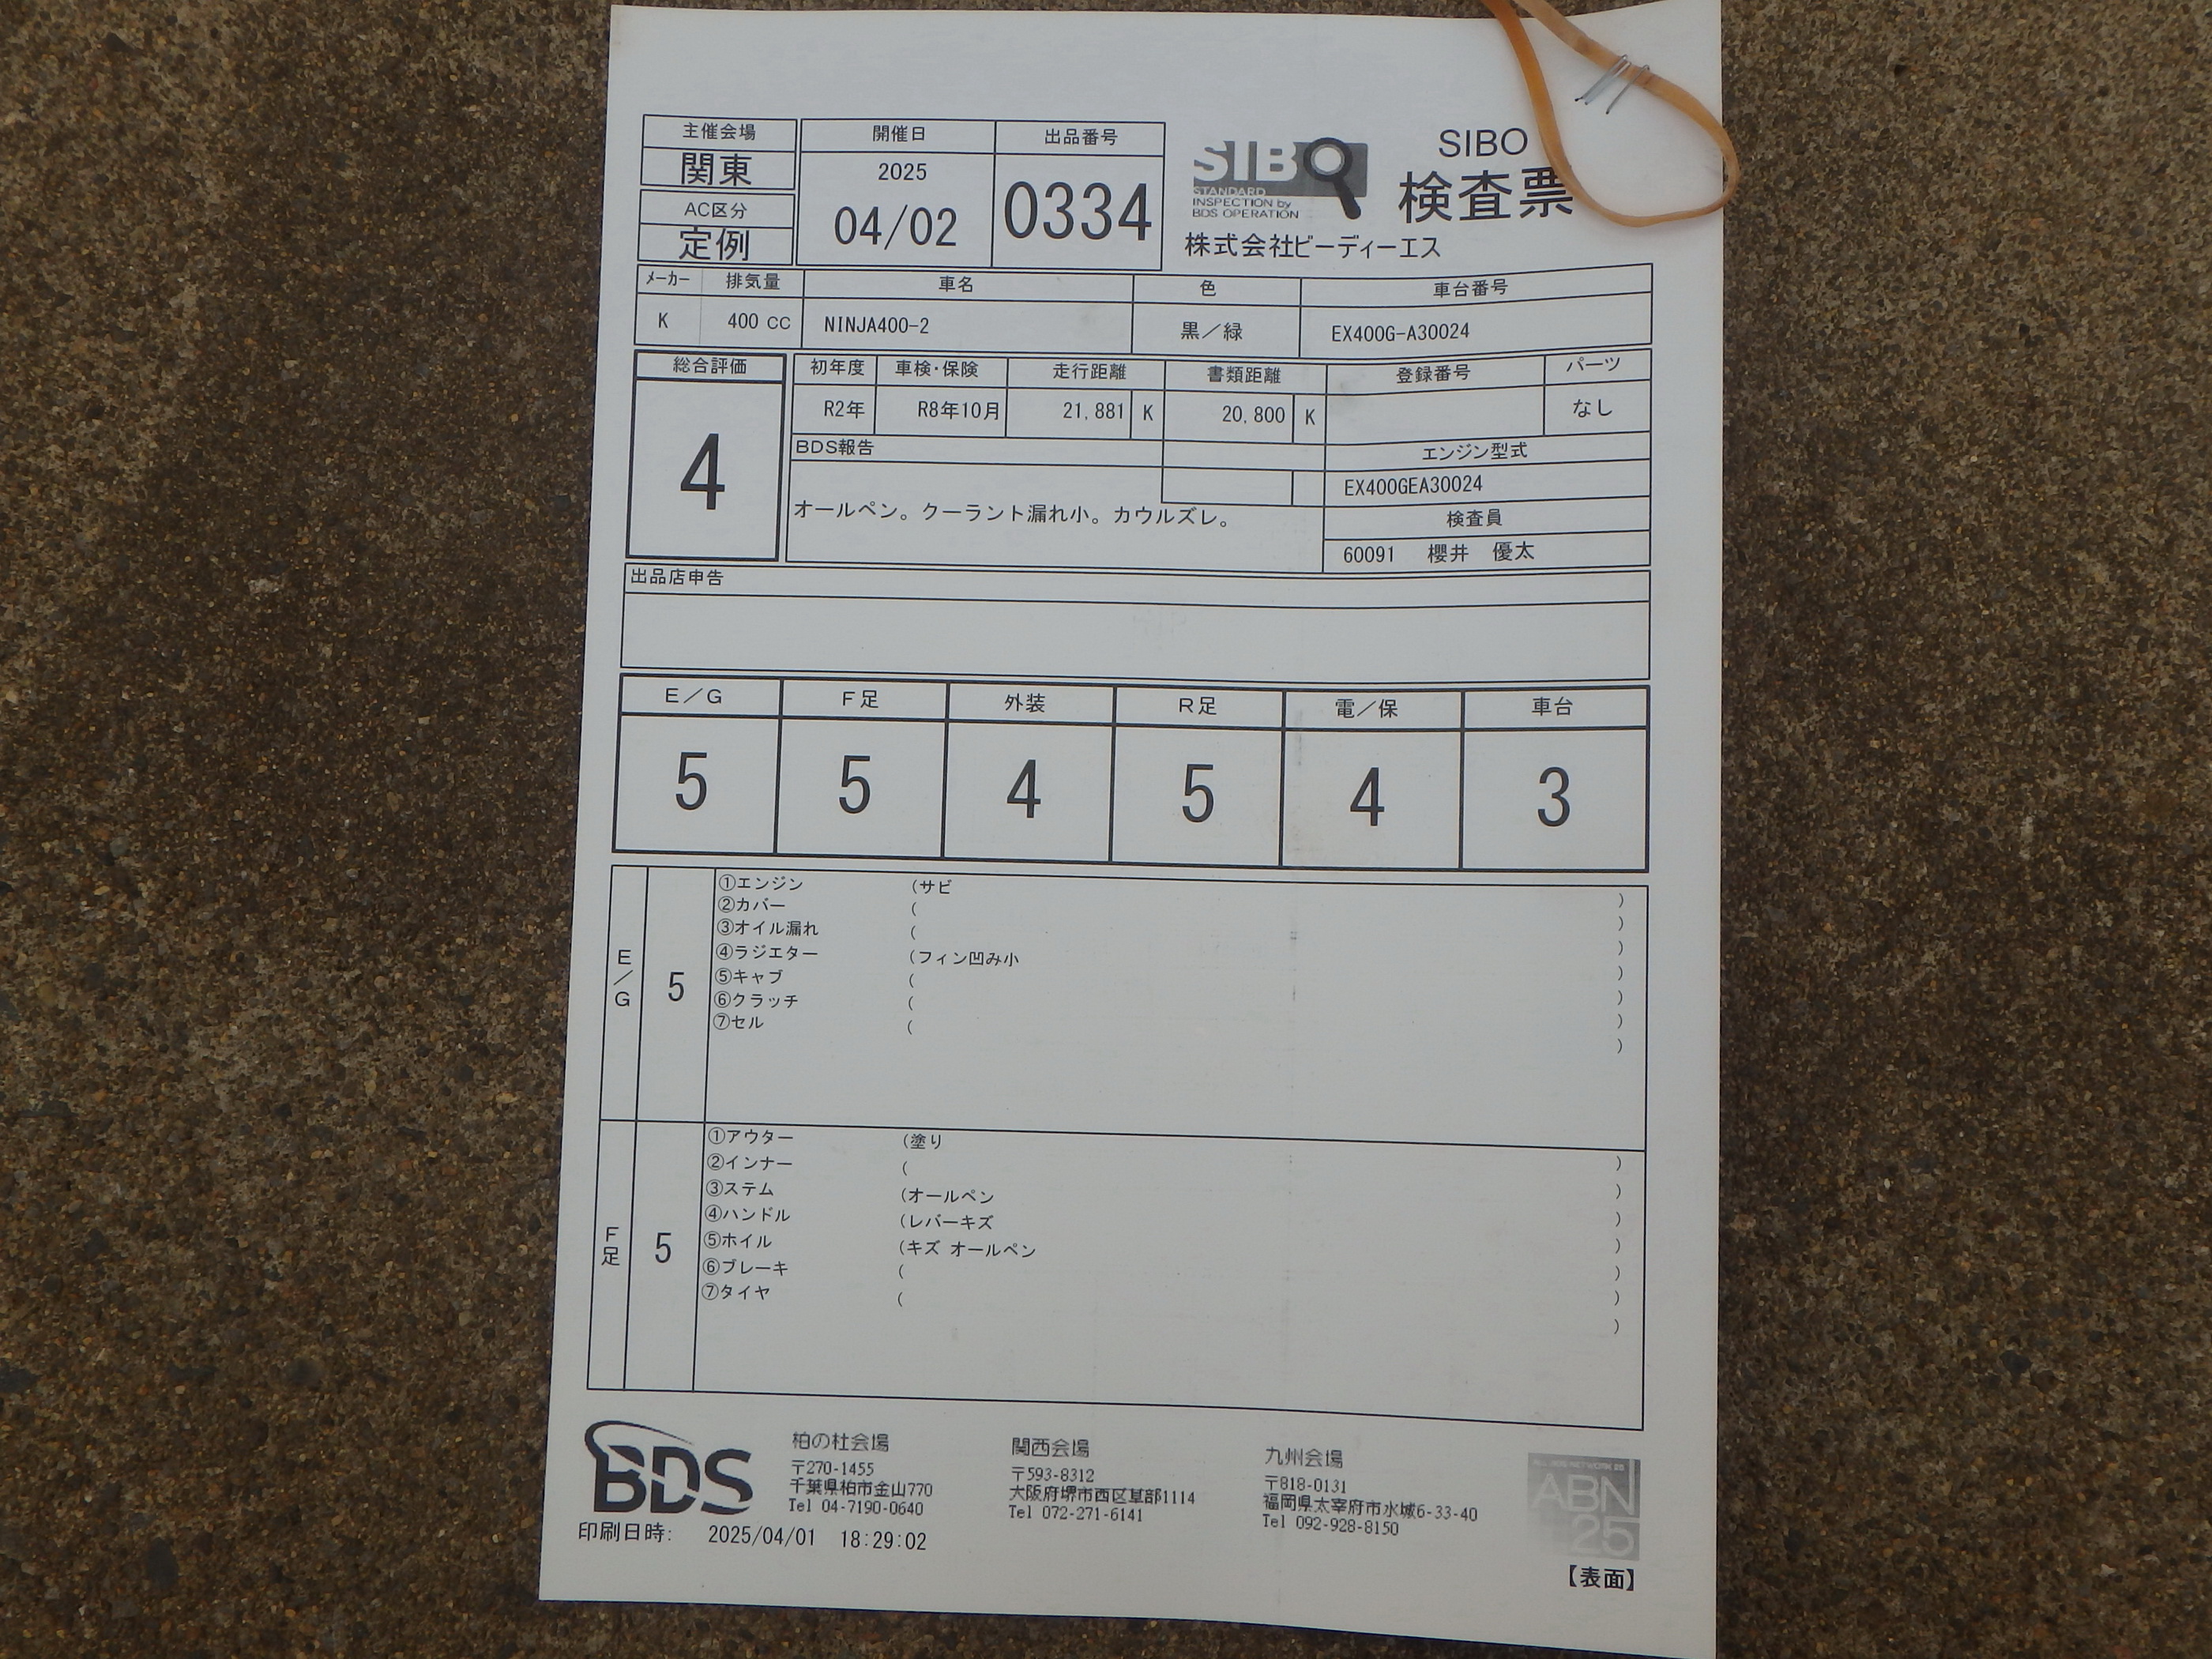 主催会場
関東
AC区分
定例
開催日
2025
04/02
出品番号
0334
SIBO
STANDARD
INSPECTION by
BDS OPERATION
SIBO
検査票
株式会社ビーディーエス
メーカー 排気量 車名 色 車台番号
K 400 CC NINJA400-2 黒／緑 EX400G-A30024
総合評価
4
初年度 車検・保険 走行距離 書類距離 登録番号 パーツ
R2年 R8年10月 21,881 K 20,800 K なし
BDS報告
オールペン。クーラント漏れ小。カウルズレ。
エンジン型式
EX400GEA30024
検査員
60091 櫻井 優太
出品店申告
E／G F足 外装 R足 電／保 車台
5 5 4 5 4 3
E／G 5
①エンジン (サビ )
②カバー ( )
③オイル漏れ ( )
④ラジエター (フィン凹み小 )
⑤キャブ ( )
⑥クラッチ ( )
⑦セル ( )
F足 5
①アウター (塗り )
②インナー ( )
③ステム (オールペン )
④ハンドル (レバーキズ )
⑤ホイル (キズ オールペン )
⑥ブレーキ ( )
⑦タイヤ ( )
BDS
柏の杜会場
〒270-1455
千葉県柏市金山770
Tel 04-7190-0640
関西会場
〒593-8312
大阪府堺市西区草部1114
Tel 072-271-6141
九州会場
〒818-0131
福岡県太宰府市水城6-33-40
Tel 092-928-8150
ABN
25
印刷日時: 2025/04/01 18:29:02
【表面】